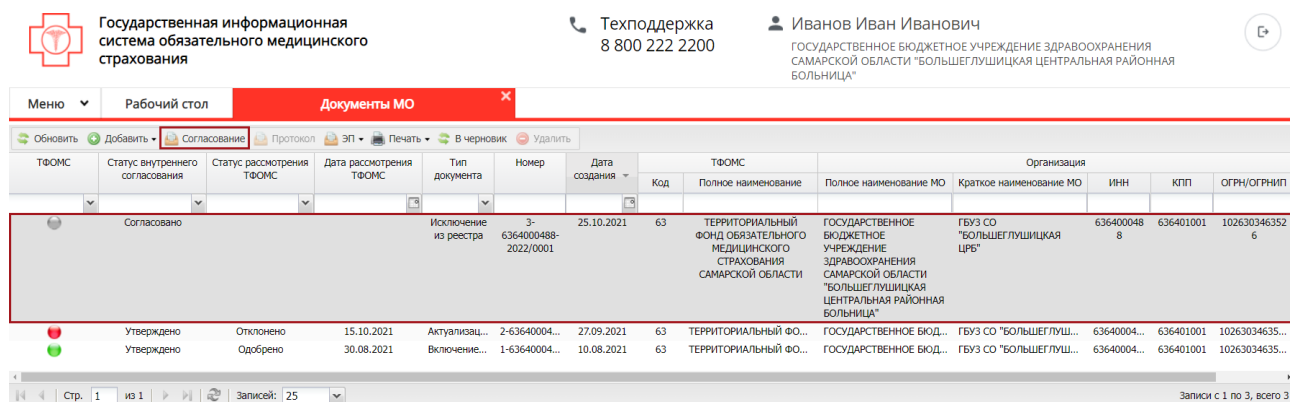 Государственная информационная
система обязательного медицинского
страхования
Техподдержка
8 800 222 2200
Иванов Иван Иванович
ГОСУДАРСТВЕННОЕ БЮДЖЕТНОЕ УЧРЕЖДЕНИЕ ЗДРАВООХРАНЕНИЯ
САМАРСКОЙ ОБЛАСТИ "БОЛЬШЕГЛУШИЦКАЯ ЦЕНТРАЛЬНАЯ РАЙОННАЯ
БОЛЬНИЦА"
Меню Рабочий стол Документы МО
Обновить Добавить Согласование Протокол ЭП Печать В черновик Удалить
ТФОМС Статус внутреннего согласования Статус рассмотрения ТФОМС Дата рассмотрения ТФОМС Тип документа Номер Дата создания ТФОМС Организация
Код Полное наименование Полное наименование МО Краткое наименование МО ИНН КПП ОГРН/ОГРНИП
Согласовано Исключение 3- 25.10.2021 63 ТЕРРИТОРИАЛЬНЫЙ ГОСУДАРСТВЕННОЕ ГБУЗ СО 636400048 636401001 102630346352
из реестра 6364000488- ФОНД ОБЯЗАТЕЛЬНОГО БЮДЖЕТНОЕ "БОЛЬШЕГЛУШИЦКАЯ 8 6
2022/0001 МЕДИЦИНСКОГО УЧРЕЖДЕНИЕ ЦРБ"
СТРАХОВАНИЯ ЗДРАВООХРАНЕНИЯ
САМАРСКОЙ ОБЛАСТИ САМАРСКОЙ ОБЛАСТИ
"БОЛЬШЕГЛУШИЦКАЯ
ЦЕНТРАЛЬНАЯ РАЙОННАЯ
БОЛЬНИЦА"
Утверждено Отклонено 15.10.2021 Актуализац... 2-63640004... 27.09.2021 63 ТЕРРИТОРИАЛЬНЫЙ ФО... ГОСУДАРСТВЕННОЕ БЮД... ГБУЗ СО "БОЛЬШЕГЛУШ... 63640004... 636401001 10263034635...
Утверждено Одобрено 30.08.2021 Включение... 1-63640004... 10.08.2021 63 ТЕРРИТОРИАЛЬНЫЙ ФО... ГОСУДАРСТВЕННОЕ БЮД... ГБУЗ СО "БОЛЬШЕГЛУШ... 63640004... 636401001 10263034635...
Стр. 1 из 1 Записей: 25 Записи с 1 по 3, всего 3